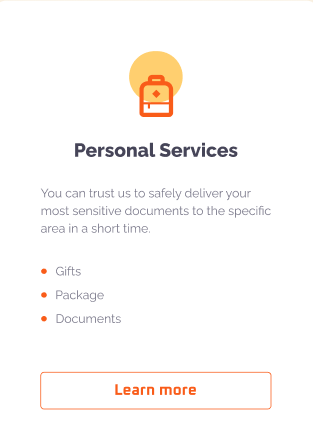 Personal Services
You can trust us to safely deliver your
most sensitive documents to the specific
area in a short time.
Gifts
Package
Documents
Learn more